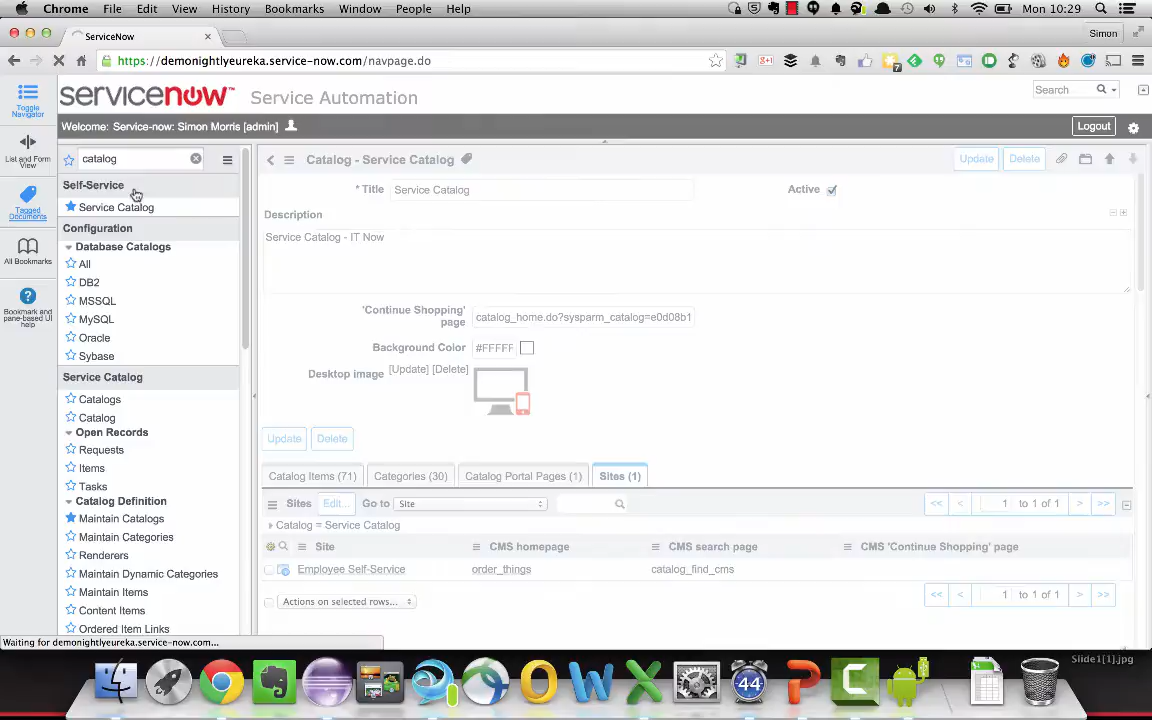 Chrome File Edit View History Bookmarks Window People Help Mon 10:29
ServiceNow Simon
https://demonightlyeureka.service-now.com/navpage.do
7
servicenow™ Service Automation
Search
Welcome: Service-now: Simon Morris [admin]
Logout
Toggle Navigator
List and Form View
Tagged Documents
All Bookmarks
Bookmark and pane-based UI help
catalog
Self-Service
Service Catalog
Configuration
Database Catalogs
All
DB2
MSSQL
MySQL
Oracle
Sybase
Service Catalog
Catalogs
Catalog
Open Records
Requests
Items
Tasks
Catalog Definition
Maintain Catalogs
Maintain Categories
Renderers
Maintain Dynamic Categories
Maintain Items
Content Items
Ordered Item Links
Catalog - Service Catalog
Update Delete
* Title Service Catalog
Active
Description
Service Catalog - IT Now
'Continue Shopping' page catalog_home.do?sysparm_catalog=e0d08b1
Background Color #FFFFF
Desktop image [Update] [Delete]
Update Delete
Catalog Items (71) Categories (30) Catalog Portal Pages (1) Sites (1)
Sites Edit... Go to Site << < 1 to 1 of 1 > >>
Catalog = Service Catalog
Site CMS homepage CMS search page CMS 'Continue Shopping' page
Employee Self-Service order_things catalog_find_cms
Actions on selected rows... << < 1 to 1 of 1 > >>
Waiting for demonightlyeureka.service-now.com...
Slide1[1].jpg
44